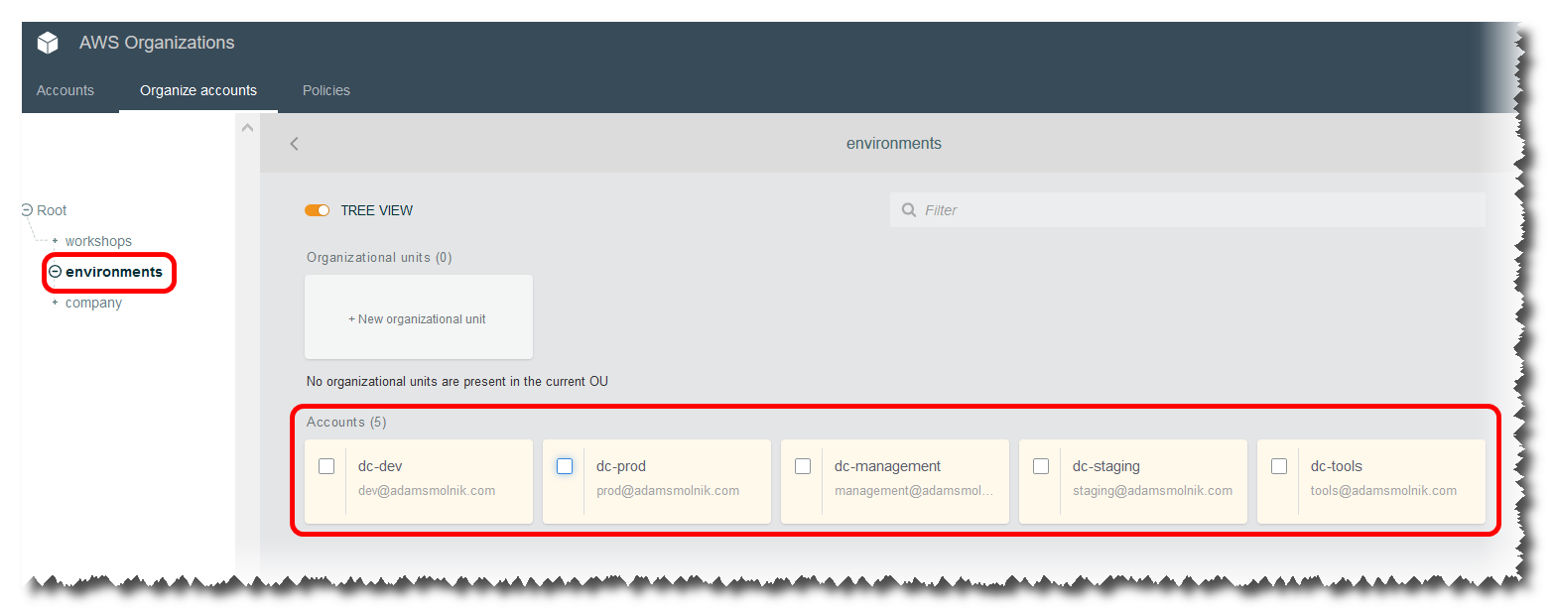 AWS Organizations
Accounts Organize accounts Policies
environments
Root
workshops
environments
company
TREE VIEW
Filter
Organizational units (0)
+ New organizational unit
No organizational units are present in the current OU
Accounts (5)
dc-dev
dev@adamsmolnik.com
dc-prod
prod@adamsmolnik.com
dc-management
management@adamsmol...
dc-staging
staging@adamsmolnik.com
dc-tools
tools@adamsmolnik.com